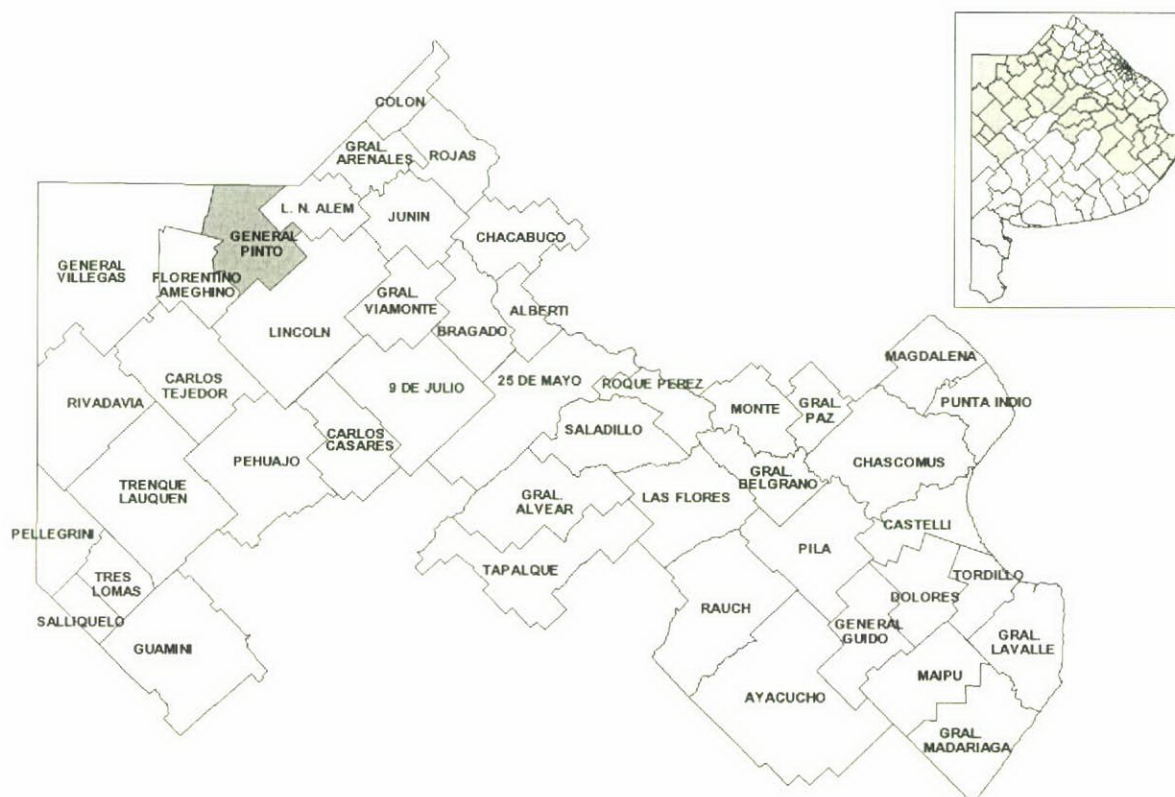 COLON
GRAL.
ARENALES
ROJAS
L. N. ALEM
JUNIN
GENERAL
PINTO
CHACABUCO
GENERAL
VILLEGAS
FLORENTINO
AMEGHINO
GRAL.
VIAMONTE
ALBERTI
LINCOLN
BRAGADO
MAGDALENA
CARLOS
TEJEDOR
9 DE JULIO
25 DE MAYO
ROQUE PEREZ
RIVADAVIA
MONTE
GRAL.
PAZ
PUNTA INDIO
CARLOS
CASARES
SALADILLO
PEHUAJO
CHASCOMUS
TRENQUE
LAUQUEN
GRAL.
BELGRANO
GRAL.
ALVEAR
LAS FLORES
PELLEGRINI
CASTELLI
PILA
TRES
LOMAS
TAPALQUE
TORDILLO
RAUCH
DOLORES
SALLIQUELO
GENERAL
GUIDO
GRAL.
LAVALLE
GUAMINI
MAIPU
AYACUCHO
GRAL.
MADARIAGA